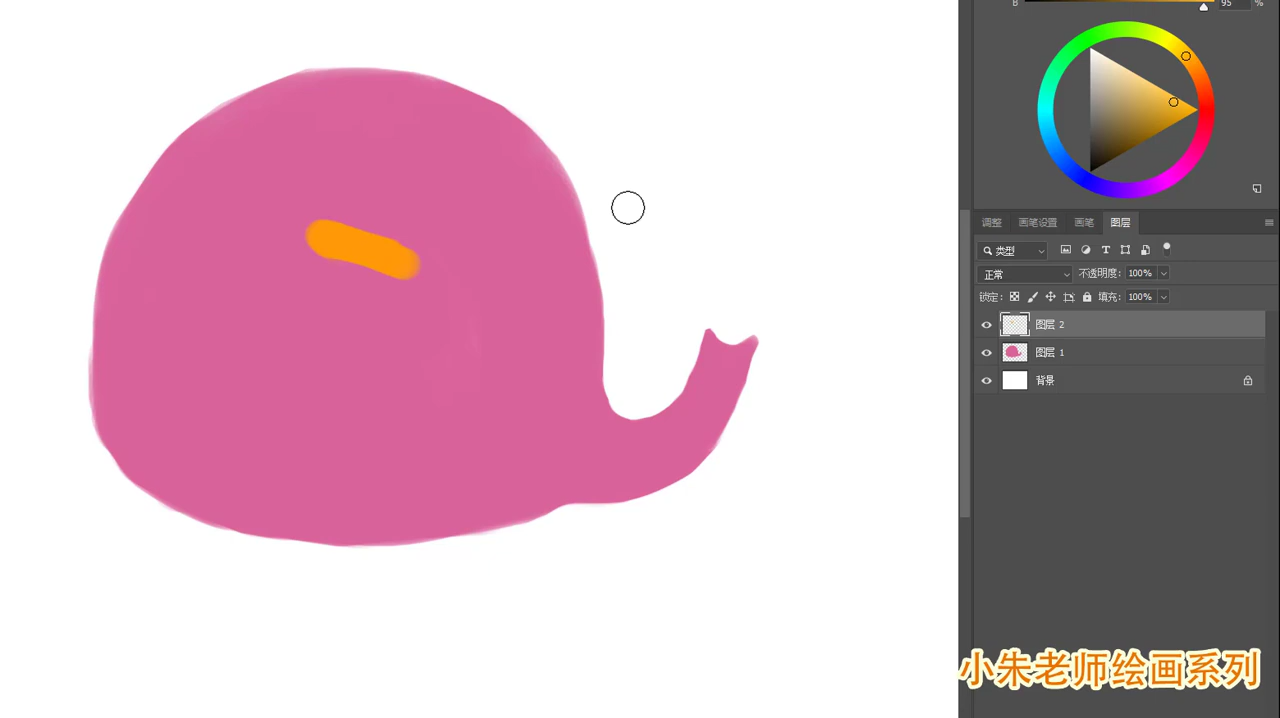 B 95 %
调整 画笔设置 画笔 图层
类型
正常 不透明度: 100%
锁定: 填充: 100%
图层 2
图层 1
背景
小朱老师绘画系列